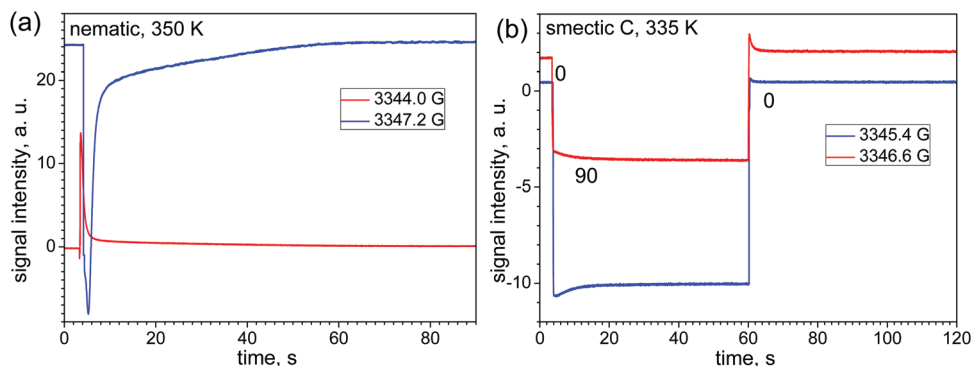 (a)
nematic, 350 K
3344.0 G
3347.2 G
signal intensity, a. u.
20
10
0
0
20
40
60
80
time, s
(b)
smectic C, 335 K
0
90
0
3345.4 G
3346.6 G
signal intensity, a. u.
0
-5
-10
0
20
40
60
80
100
120
time, s